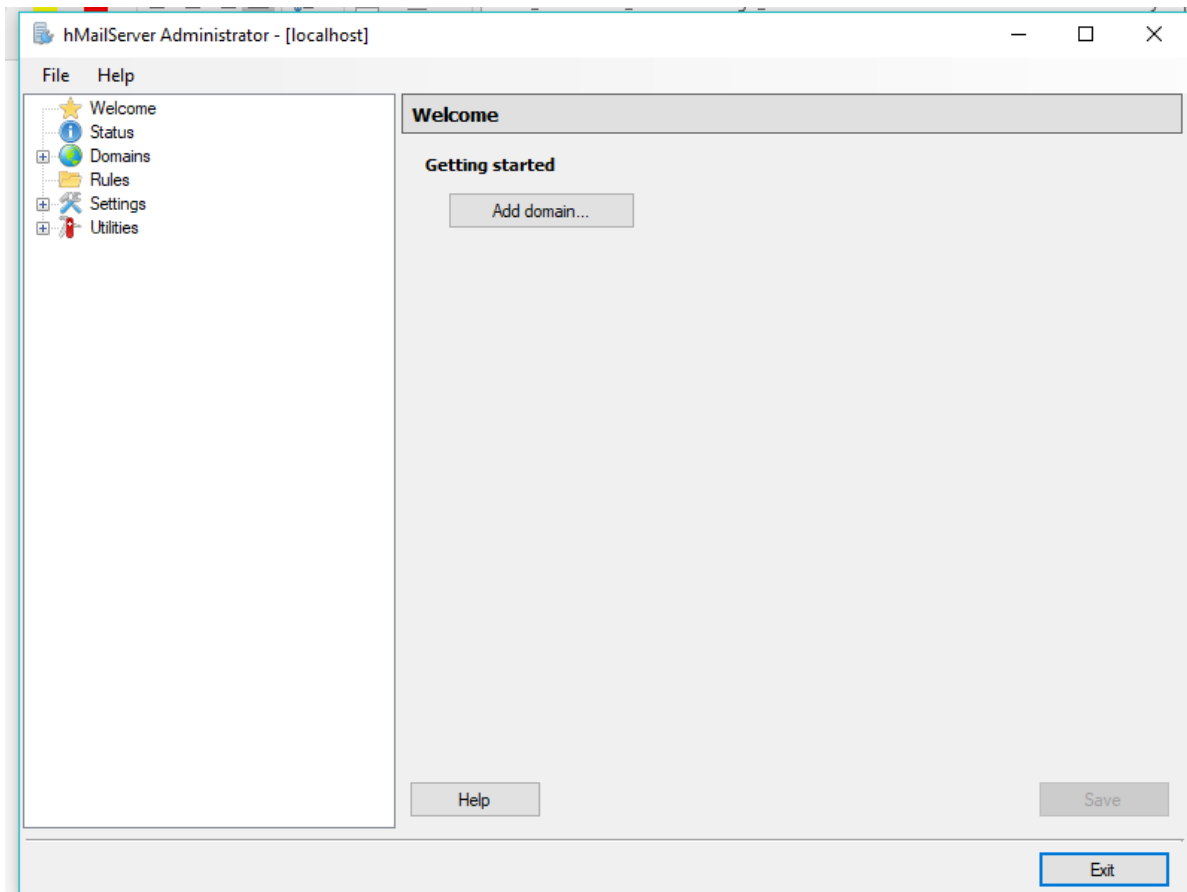 hMailServer Administrator - [localhost]
File Help
Welcome
Status
Domains
Rules
Settings
Utilities
Welcome
Getting started
Add domain...
Help
Save
Exit